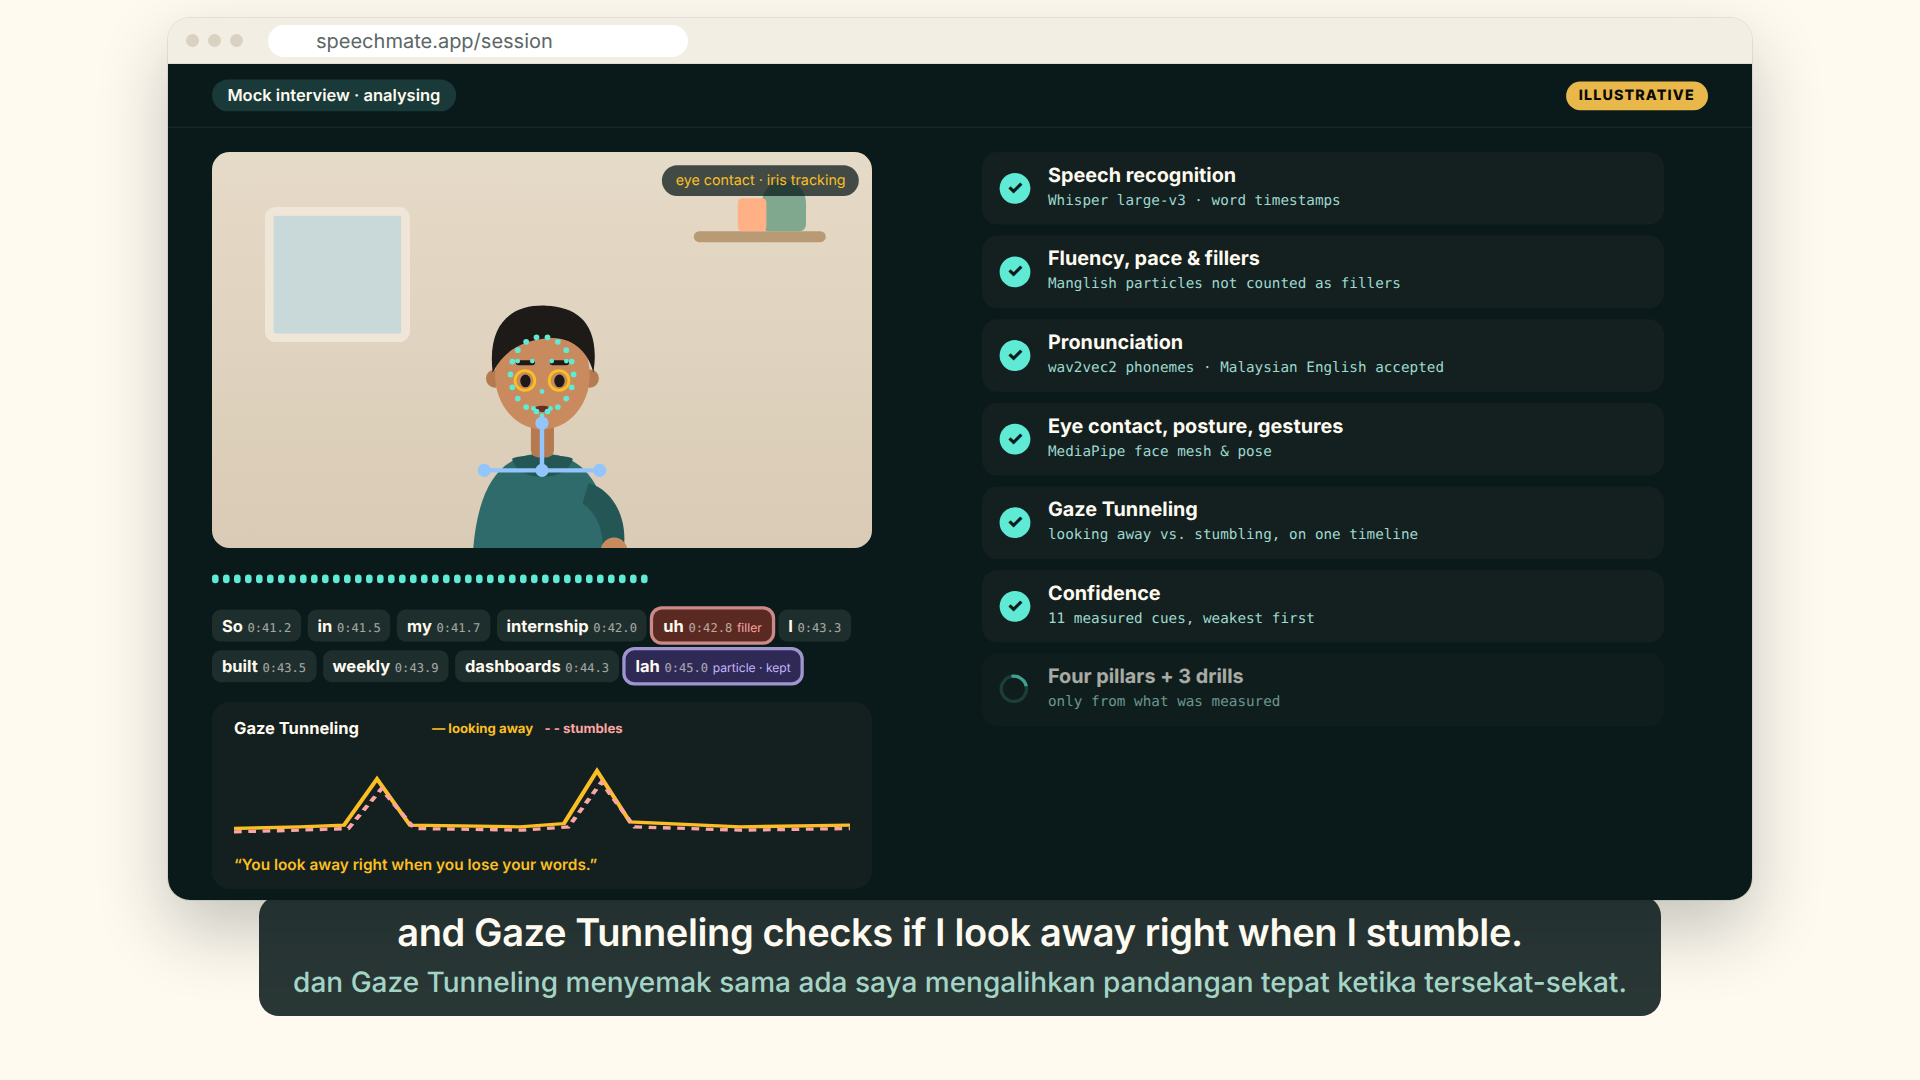 speechmate.app/session
Mock interview · analysing
ILLUSTRATIVE
eye contact · iris tracking
So 0:41.2 in 0:41.5 my 0:41.7 internship 0:42.0 uh 0:42.8 filler I 0:43.3
built 0:43.5 weekly 0:43.9 dashboards 0:44.3 lah 0:45.0 particle · kept
Gaze Tunneling — looking away - - stumbles
“You look away right when you lose your words.”
Speech recognition
Whisper large-v3 · word timestamps
Fluency, pace & fillers
Manglish particles not counted as fillers
Pronunciation
wav2vec2 phonemes · Malaysian English accepted
Eye contact, posture, gestures
MediaPipe face mesh & pose
Gaze Tunneling
looking away vs. stumbling, on one timeline
Confidence
11 measured cues, weakest first
Four pillars + 3 drills
only from what was measured
and Gaze Tunneling checks if I look away right when I stumble.
dan Gaze Tunneling menyemak sama ada saya mengalihkan pandangan tepat ketika tersekat-sekat.